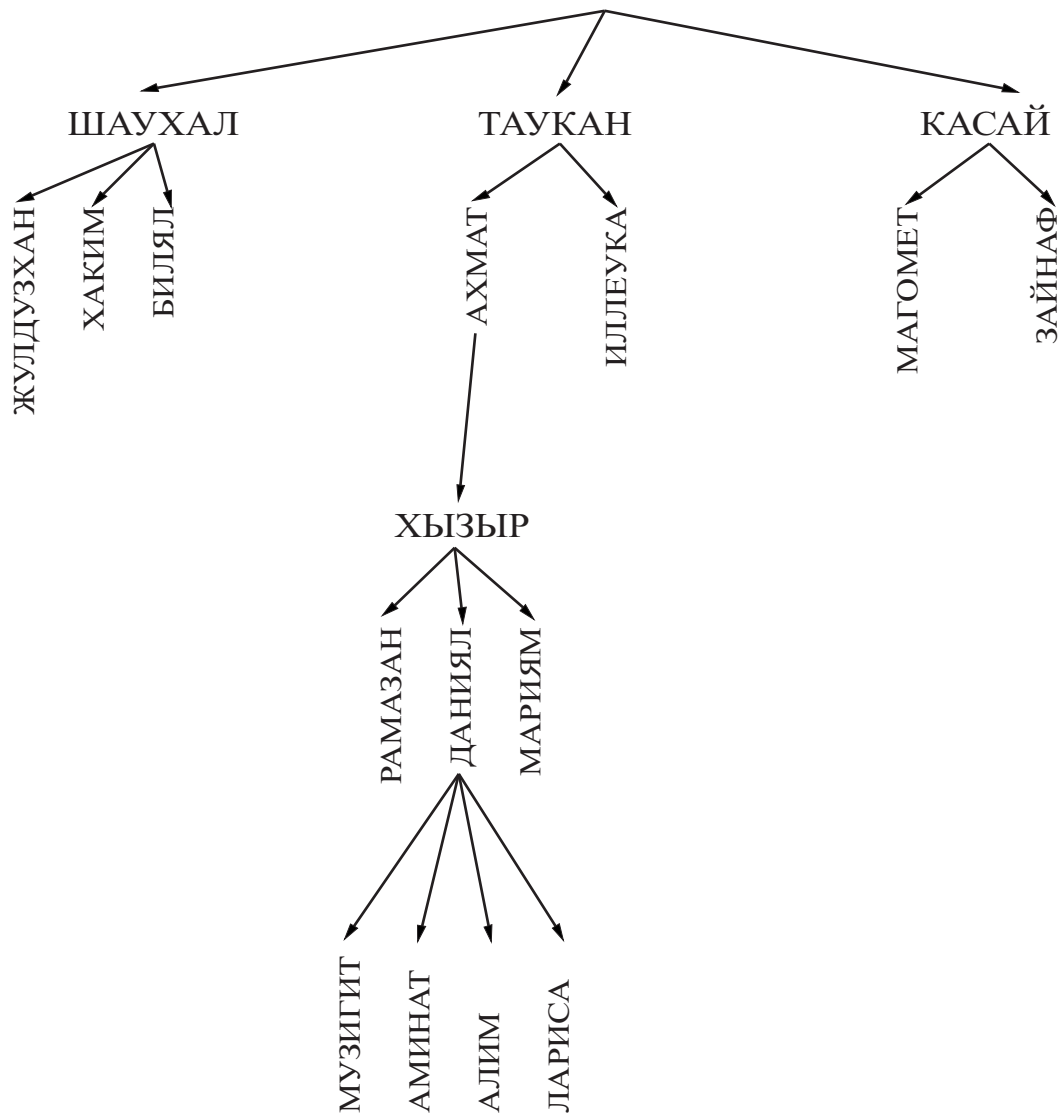 ШАУХАЛ
ТАУКАН
КАСАЙ
ЖУЛДУЗХАН
ХАКИМ
БИЛЯЛ
АХМАТ
ИЛЛЕУКА
МАГОМЕТ
ЗАЙНАФ
ХЫЗЫР
РАМАЗАН
ДАНИЯЛ
МАРИЯМ
МУЗИГИТ
АМИНАТ
АЛИМ
ЛАРИСА